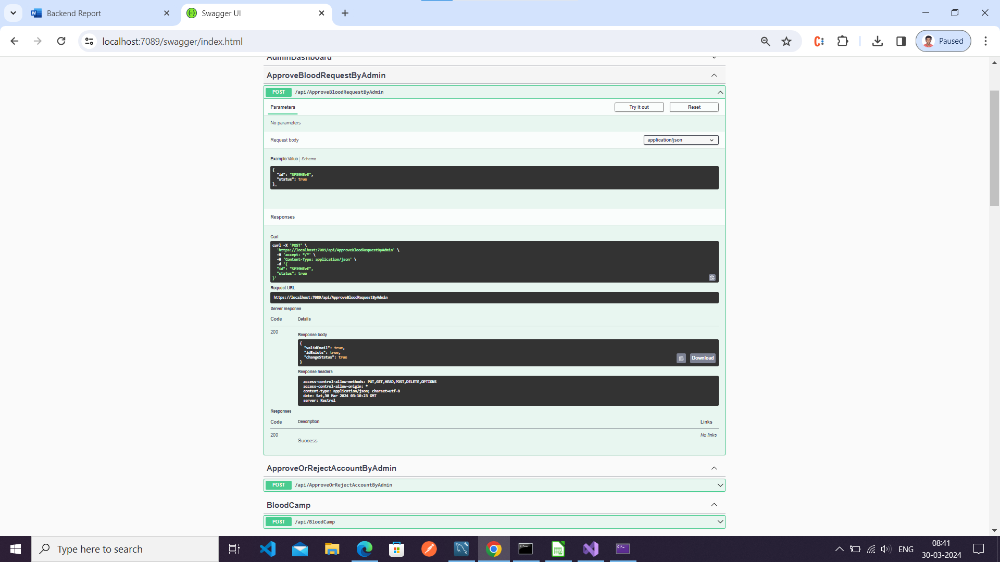 Backend Report
Swagger UI
localhost:7089/swagger/index.html
Paused
AdminDashboard
ApproveBloodRequestByAdmin
POST /api/ApproveBloodRequestByAdmin
Parameters
Try it out
Reset
No parameters
Request body
application/json
Example Value | Schema
{
"id": "SP39NEvE",
"status": true
}_
Responses
Curl
curl -X 'POST' \
'https://localhost:7089/api/ApproveBloodRequestByAdmin' \
-H 'accept: */*' \
-H 'Content-Type: application/json' \
-d '{
"id": "SP39NEvE",
"status": true
}'
Request URL
https://localhost:7089/api/ApproveBloodRequestByAdmin
Server response
Code Details
200
Response body
{
"validEmail": true,
"idExists": true,
"changeStatus": true
}
Download
Response headers
access-control-allow-methods: PUT,GET,HEAD,POST,DELETE,OPTIONS
access-control-allow-origin: *
content-type: application/json; charset=utf-8
date: Sat,30 Mar 2024 03:10:23 GMT
server: Kestrel
Responses
Code Description Links
200 No links
Success
ApproveOrRejectAccountByAdmin
POST /api/ApproveOrRejectAccountByAdmin
BloodCamp
POST /api/BloodCamp
Type here to search
ENG
08:41
30-03-2024